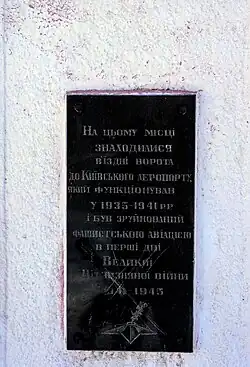 На цьому місці
знаходилися
в'їздні ворота
до Київського аеропорту,
який функціонував
у 1935-1941 рр
і був зруйнований
фашистською авіацією
в перші дні
Великої
Вітчизняної війни
1945